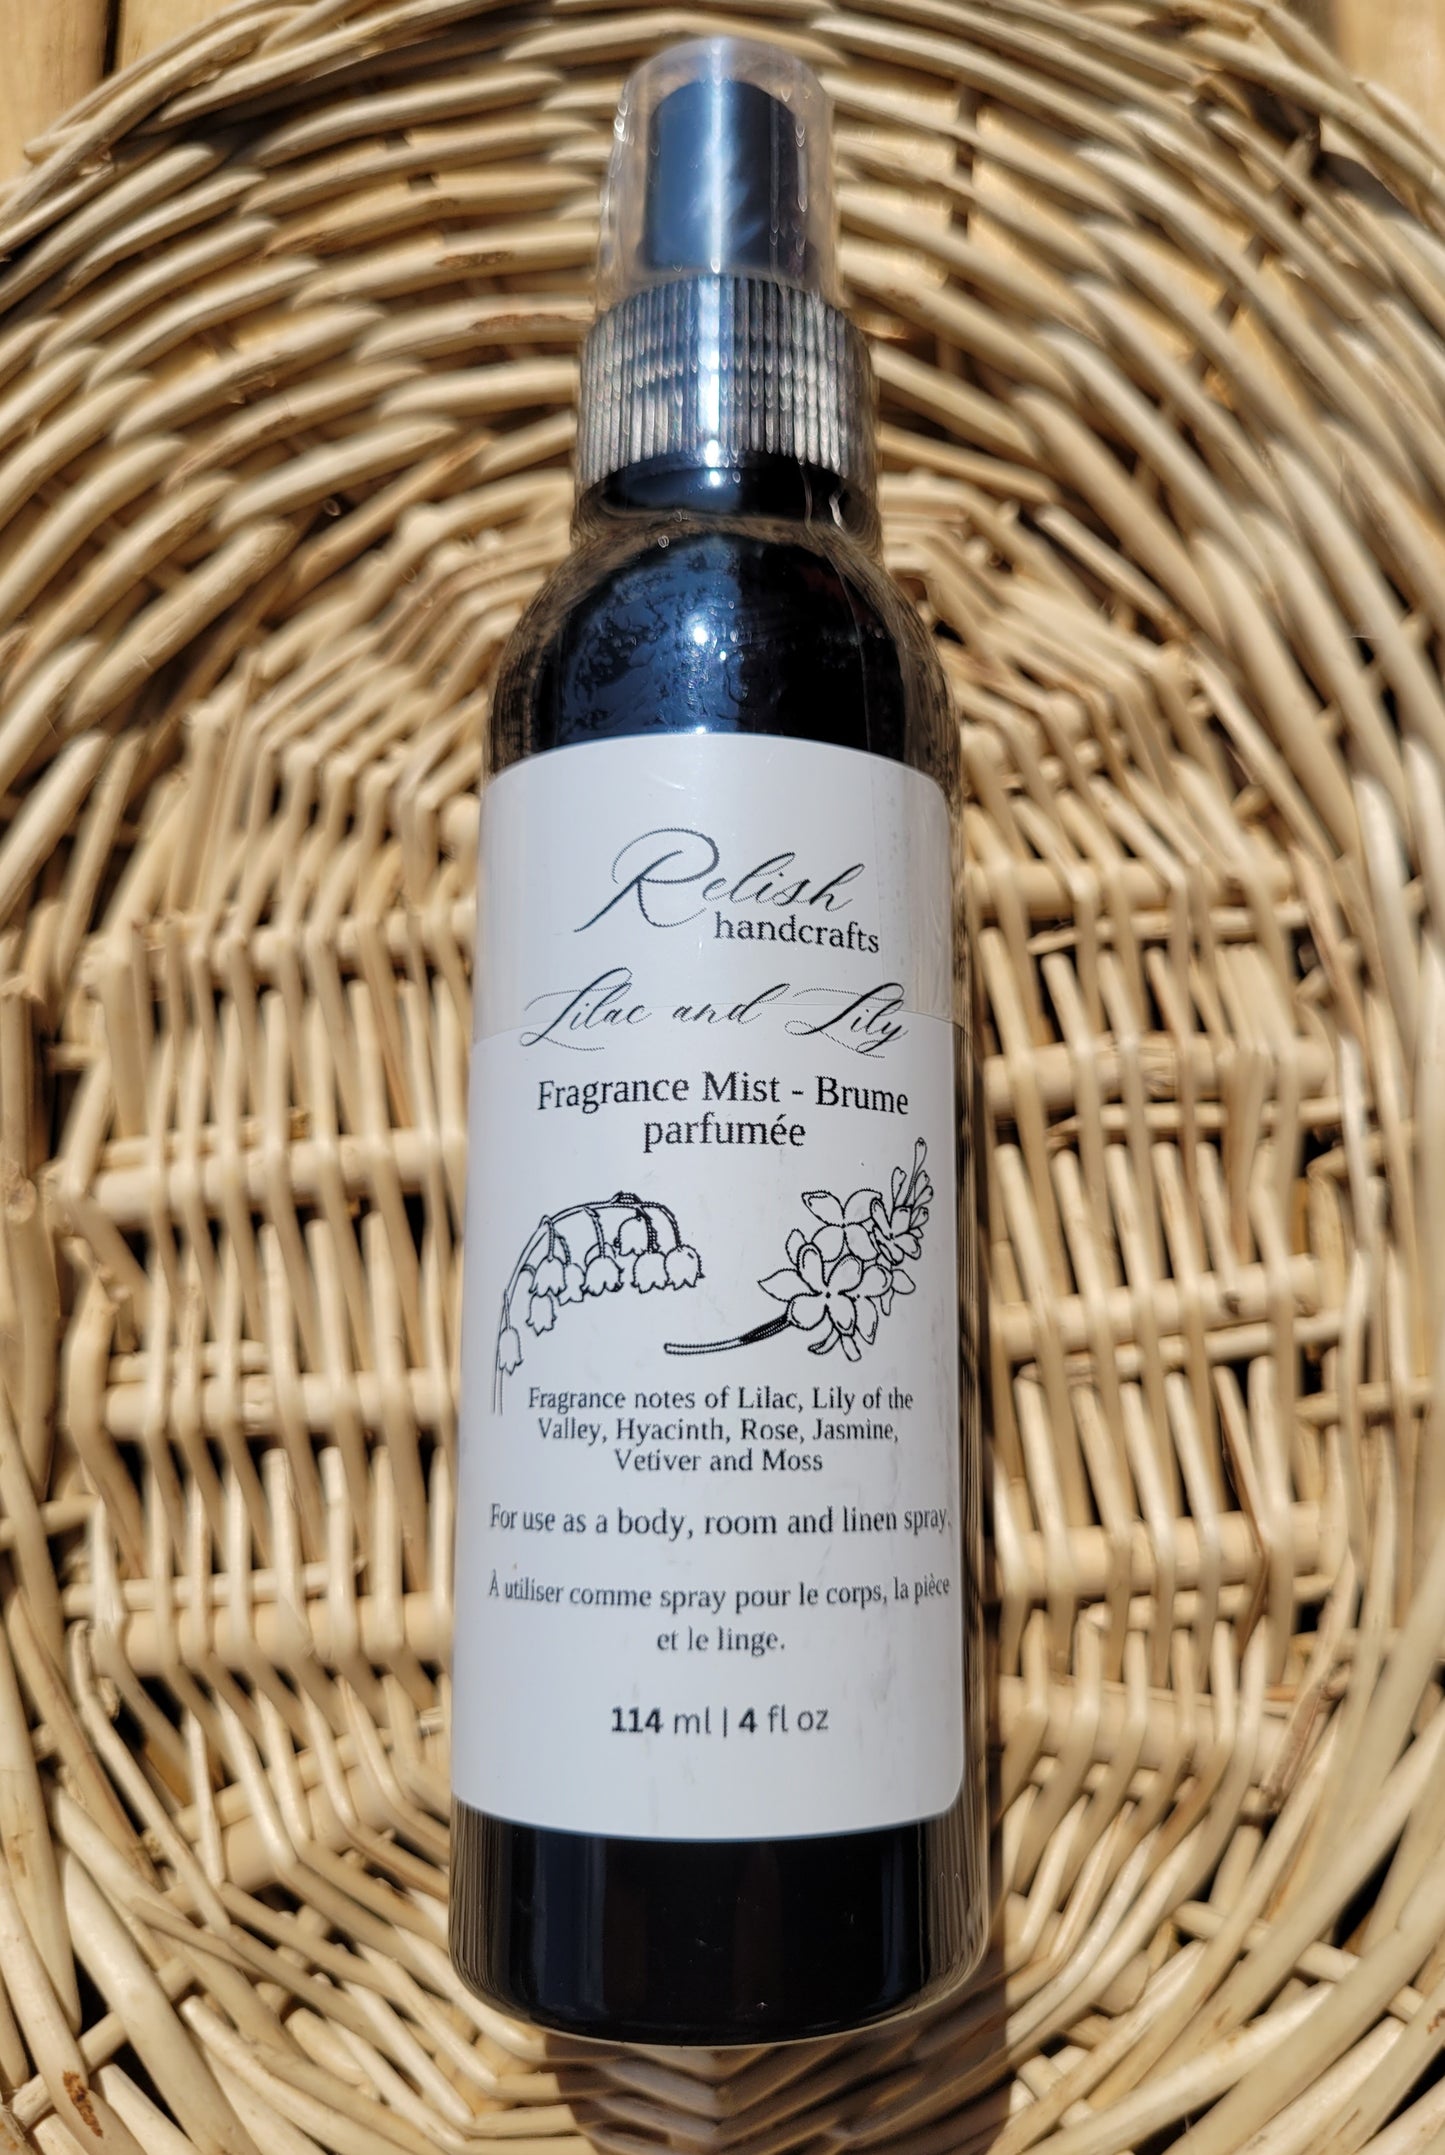 Relish
handcrafts
Lilac and Lily
Fragrance Mist - Brume
parfumée
Fragrance notes of Lilac, Lily of the
Valley, Hyacinth, Rose, Jasmine,
Vetiver and Moss
For use as a body, room and linen spray.
À utiliser comme spray pour le corps, la pièce
et le linge.
114 ml | 4 fl oz